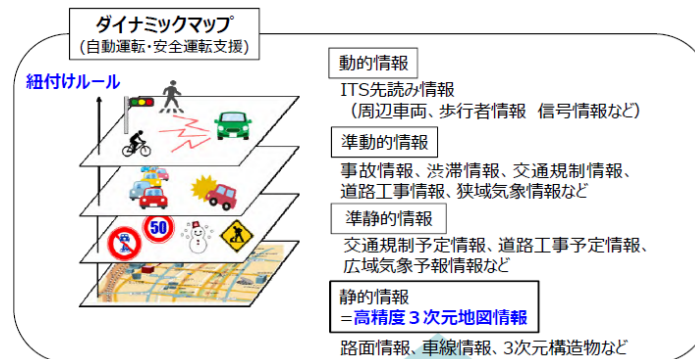 ダイナミックマップ
(自動運転・安全運転支援)
紐付けルール
動的情報
ITS先読み情報
（周辺車両、歩行者情報 信号情報など）
準動的情報
事故情報、渋滞情報、交通規制情報、
道路工事情報、狭域気象情報など
50
準静的情報
交通規制予定情報、道路工事予定情報、
広域気象予報情報など
静的情報
=高精度３次元地図情報
路面情報、車線情報、3次元構造物など